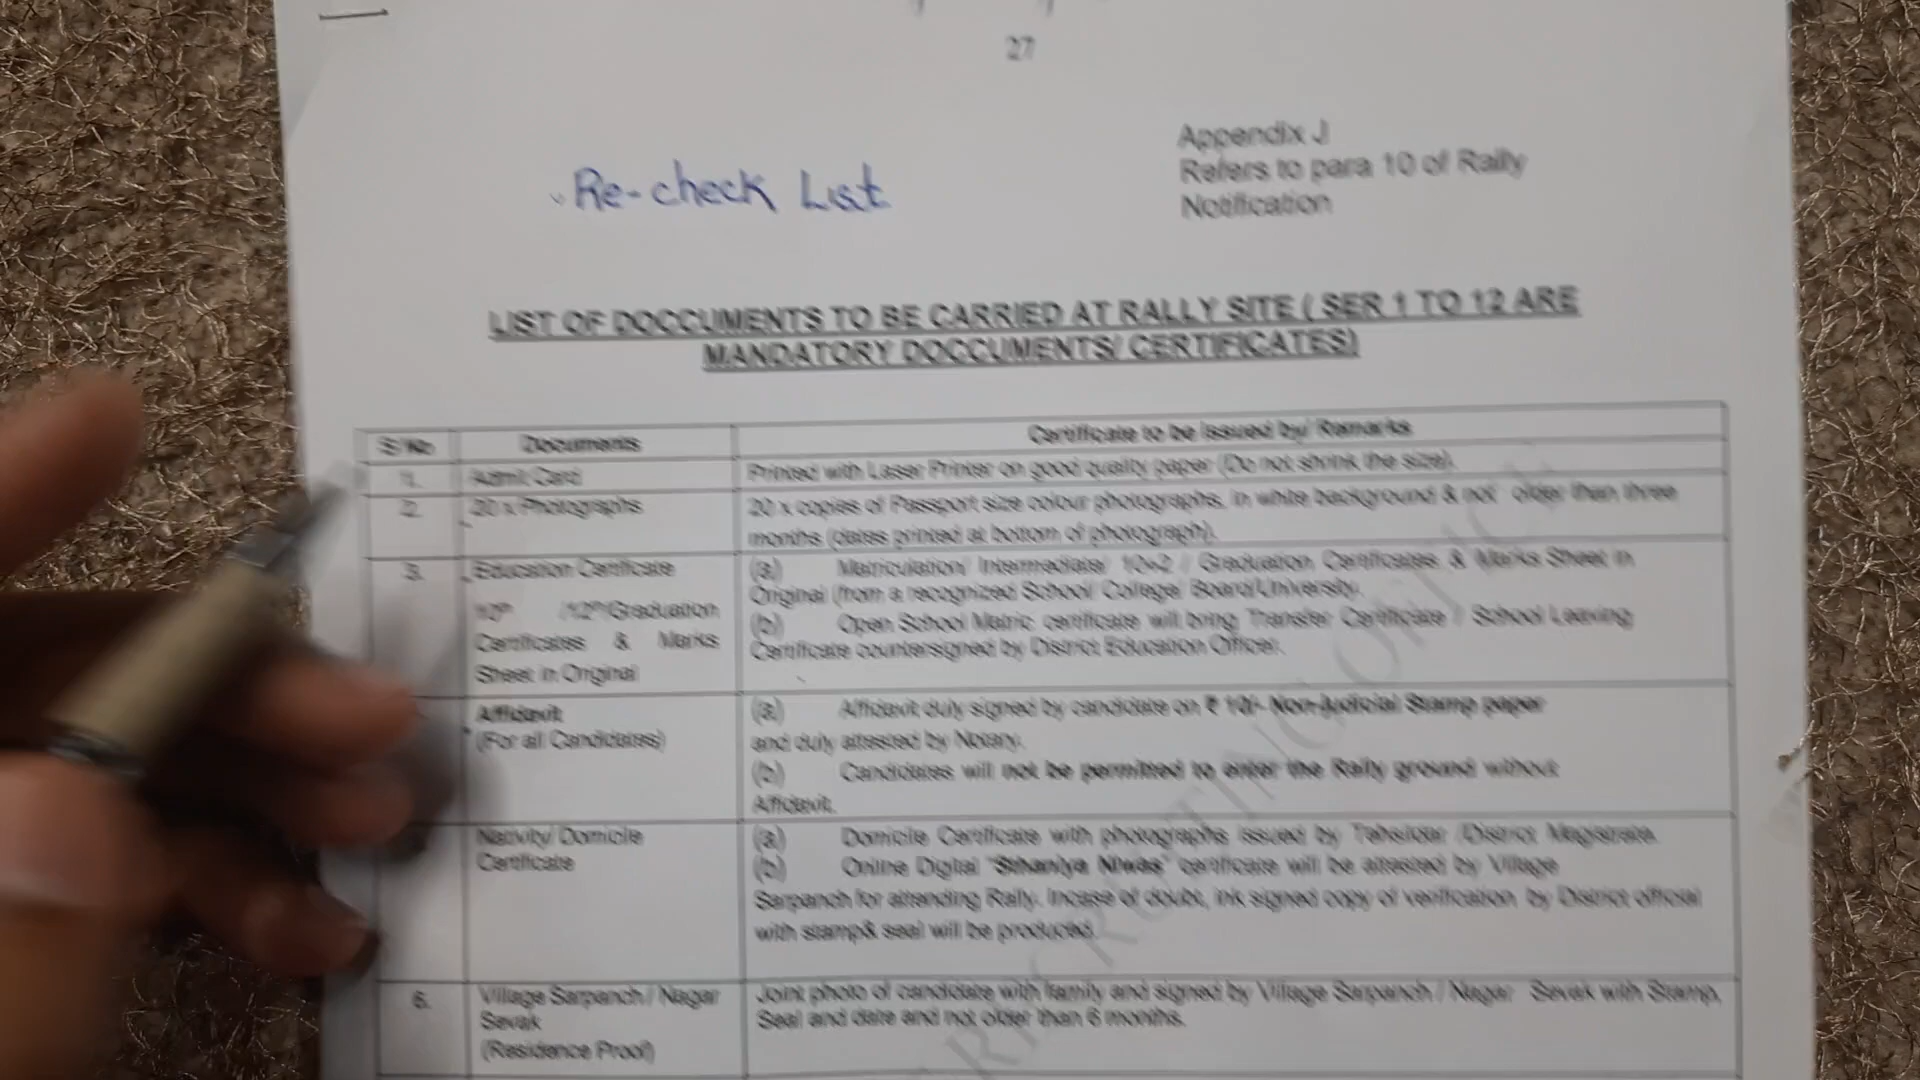 27
Appendix J
Refers to para 10 of Rally
Notification
Re-check List
LIST OF DOCCUMENTS TO BE CARRIED AT RALLY SITE ( SER 1 TO 12 ARE
MANDATORY DOCCUMENTS/ CERTIFICATES)
S/No Documents Certificate to be issued by/ Remarks
1. Admit Card Printed with Laser Printer on good quality paper (Do not shrink the size).
2. 20 x Photographs 20 x copies of Passport size colour photographs, in white background & not older than three
months (dates printed at bottom of photograph).
3. Education Certificate
10th /12th/Graduation
Certificates & Marks
Sheet in Original
(a) Matriculation/ Intermediate/ 10+2 / Graduation Certificates & Marks Sheet in
Original (from a recognized School/ College/ Board/University.
(b) Open School Matric certificate will bring Transfer Certificate / School Leaving
Certificate countersigned by District Education Officer.
Affidavit
(For all Candidates)
(a) Affidavit duly signed by candidate on ₹ 10/- Non-Judicial Stamp paper
and duly attested by Notary.
(b) Candidates will not be permitted to enter the Rally ground without
Affidavit.
Nativity/ Domicile
Certificate
(a) Domicile Certificate with photographs issued by Tahsildar /District Magistrate.
(b) Online Digital "Sthaniya Niwas" certificate will be attested by Village
Sarpanch for attending Rally. Incase of doubt, ink signed copy of verification by District official
with stamp& seal will be produced.
6. Village Sarpanch / Nagar
Sevak
(Residence Proof)
Joint photo of candidate with family and signed by Village Sarpanch / Nagar Sevak with Stamp,
Seal and date and not older than 6 months.